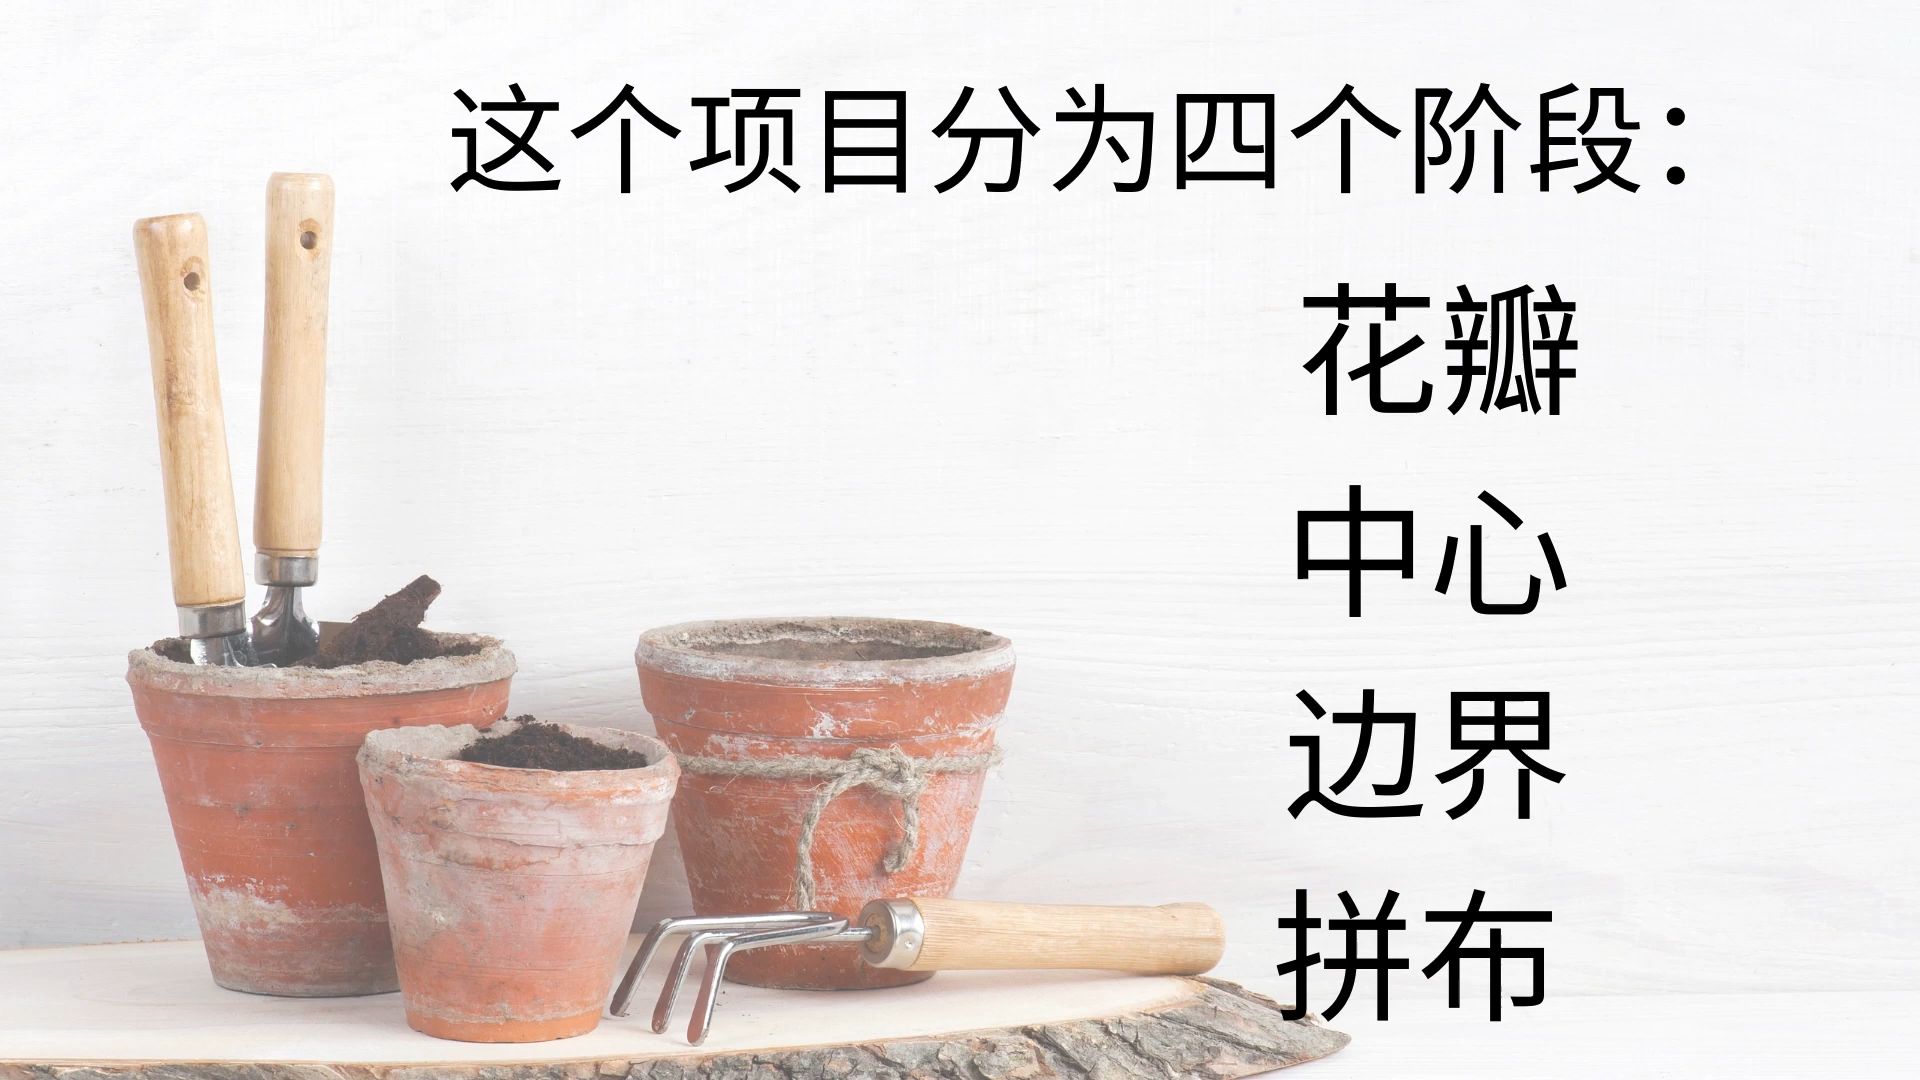 这个项目分为四个阶段：
花瓣
中心
边界
拼布